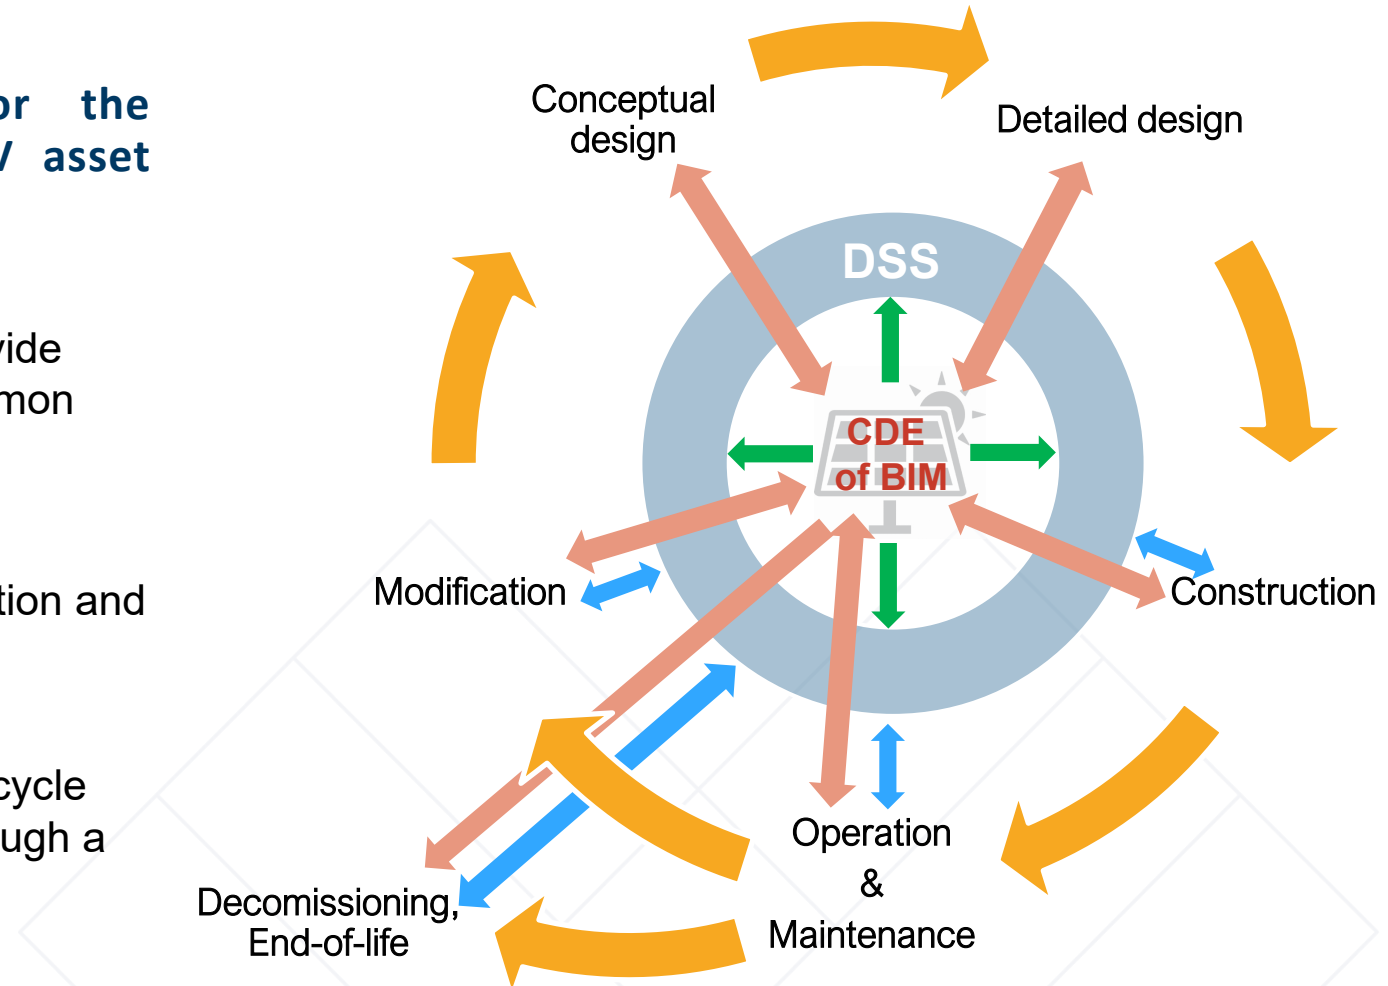 or the
V asset
vide
mon
tion and
cycle
ough a
Conceptual
design
Detailed design
DSS
CDE
of BIM
Modification
Construction
Operation
&
Maintenance
Decomissioning,
End-of-life